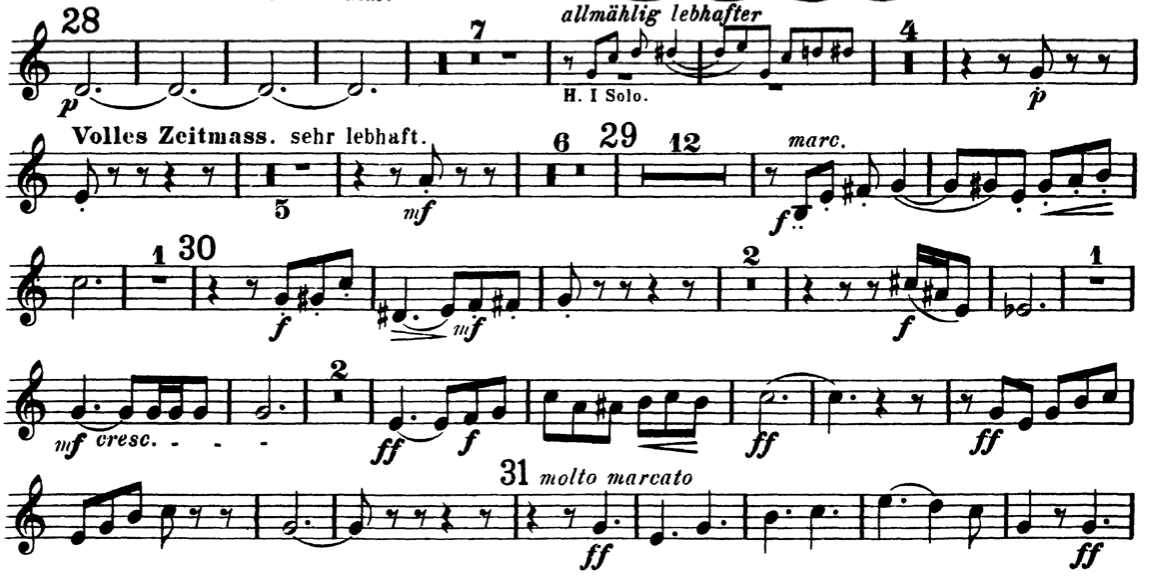 28 7 allmählig lebhafter 4
p H. I Solo. p
Volles Zeitmass. sehr lebhaft. 6 29 12 marc.
5 mf f
1 30 2 1
f mf f
2
mf cresc. - - - ff f ff ff
31 molto marcato
ff ff